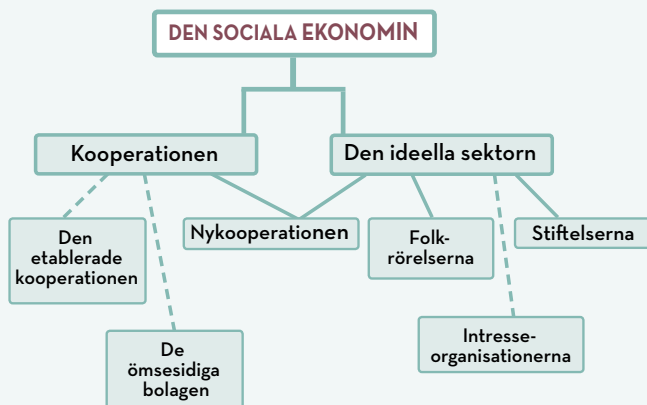 DEN SOCIALA EKONOMIN
Kooperationen
Den ideella sektorn
Den
etablerade
kooperationen
Nykooperationen
Folk-
rörelserna
Stiftelserna
De
ömsesidiga
bolagen
Intresse-
organisationerna